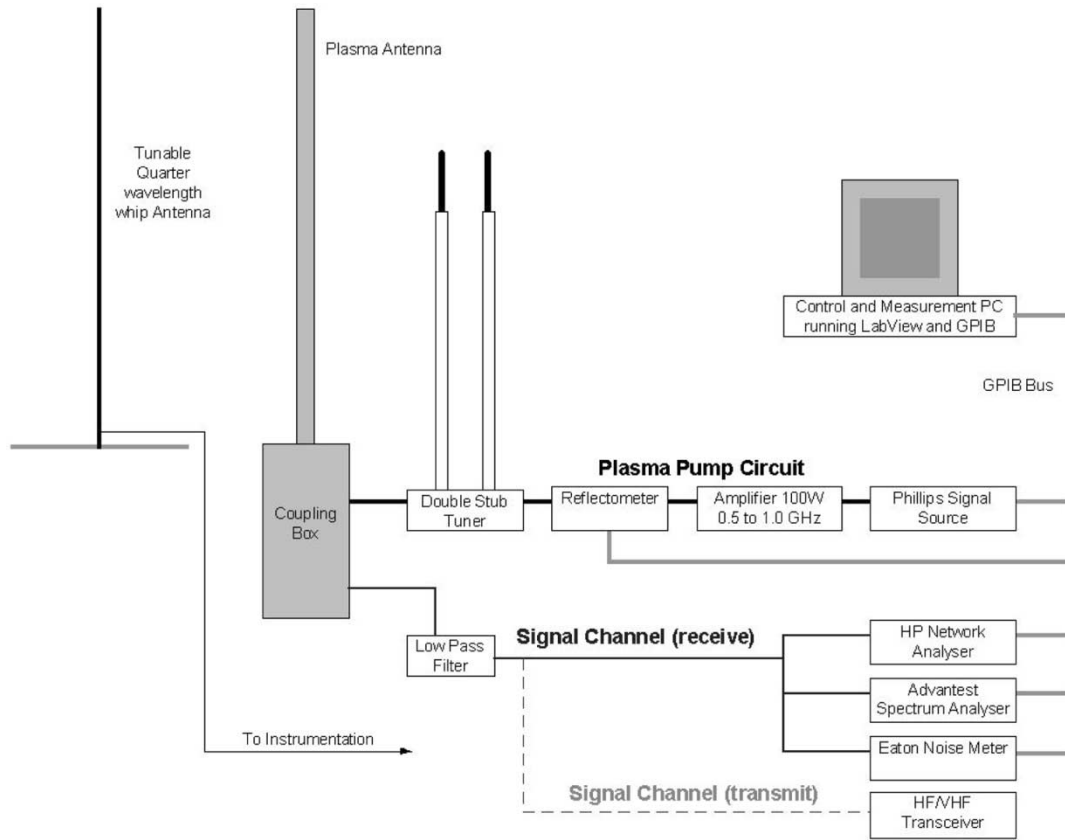 Plasma Antenna
Tunable
Quarter
wavelength
whip Antenna
Control and Measurement PC
running LabView and GPIB
GPIB Bus
Plasma Pump Circuit
Coupling
Box
Double Stub
Tuner
Reflectometer
Amplifier 100W
0.5 to 1.0 GHz
Phillips Signal
Source
Low Pass
Filter
Signal Channel (receive)
HP Network
Analyser
Advantest
Spectrum Analyser
To Instrumentation
Eaton Noise Meter
Signal Channel (transmit)
HF/VHF
Transceiver